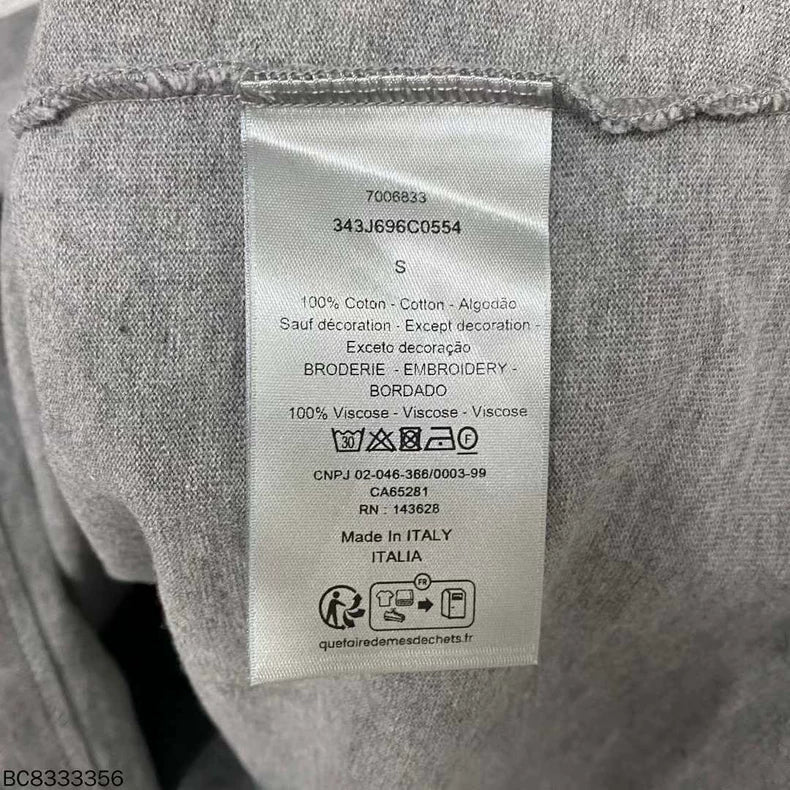 7006833
343J696C0554
S
100% Coton - Cotton - Algodão
Sauf décoration - Except decoration -
Exceto decoração
BRODERIE - EMBROIDERY -
BORDADO
100% Viscose - Viscose - Viscose
30 F
CNPJ 02-046-366/0003-99
CA65281
RN : 143628
Made In ITALY
ITALIA
FR
quefairedemesdechets.fr
BC8333356